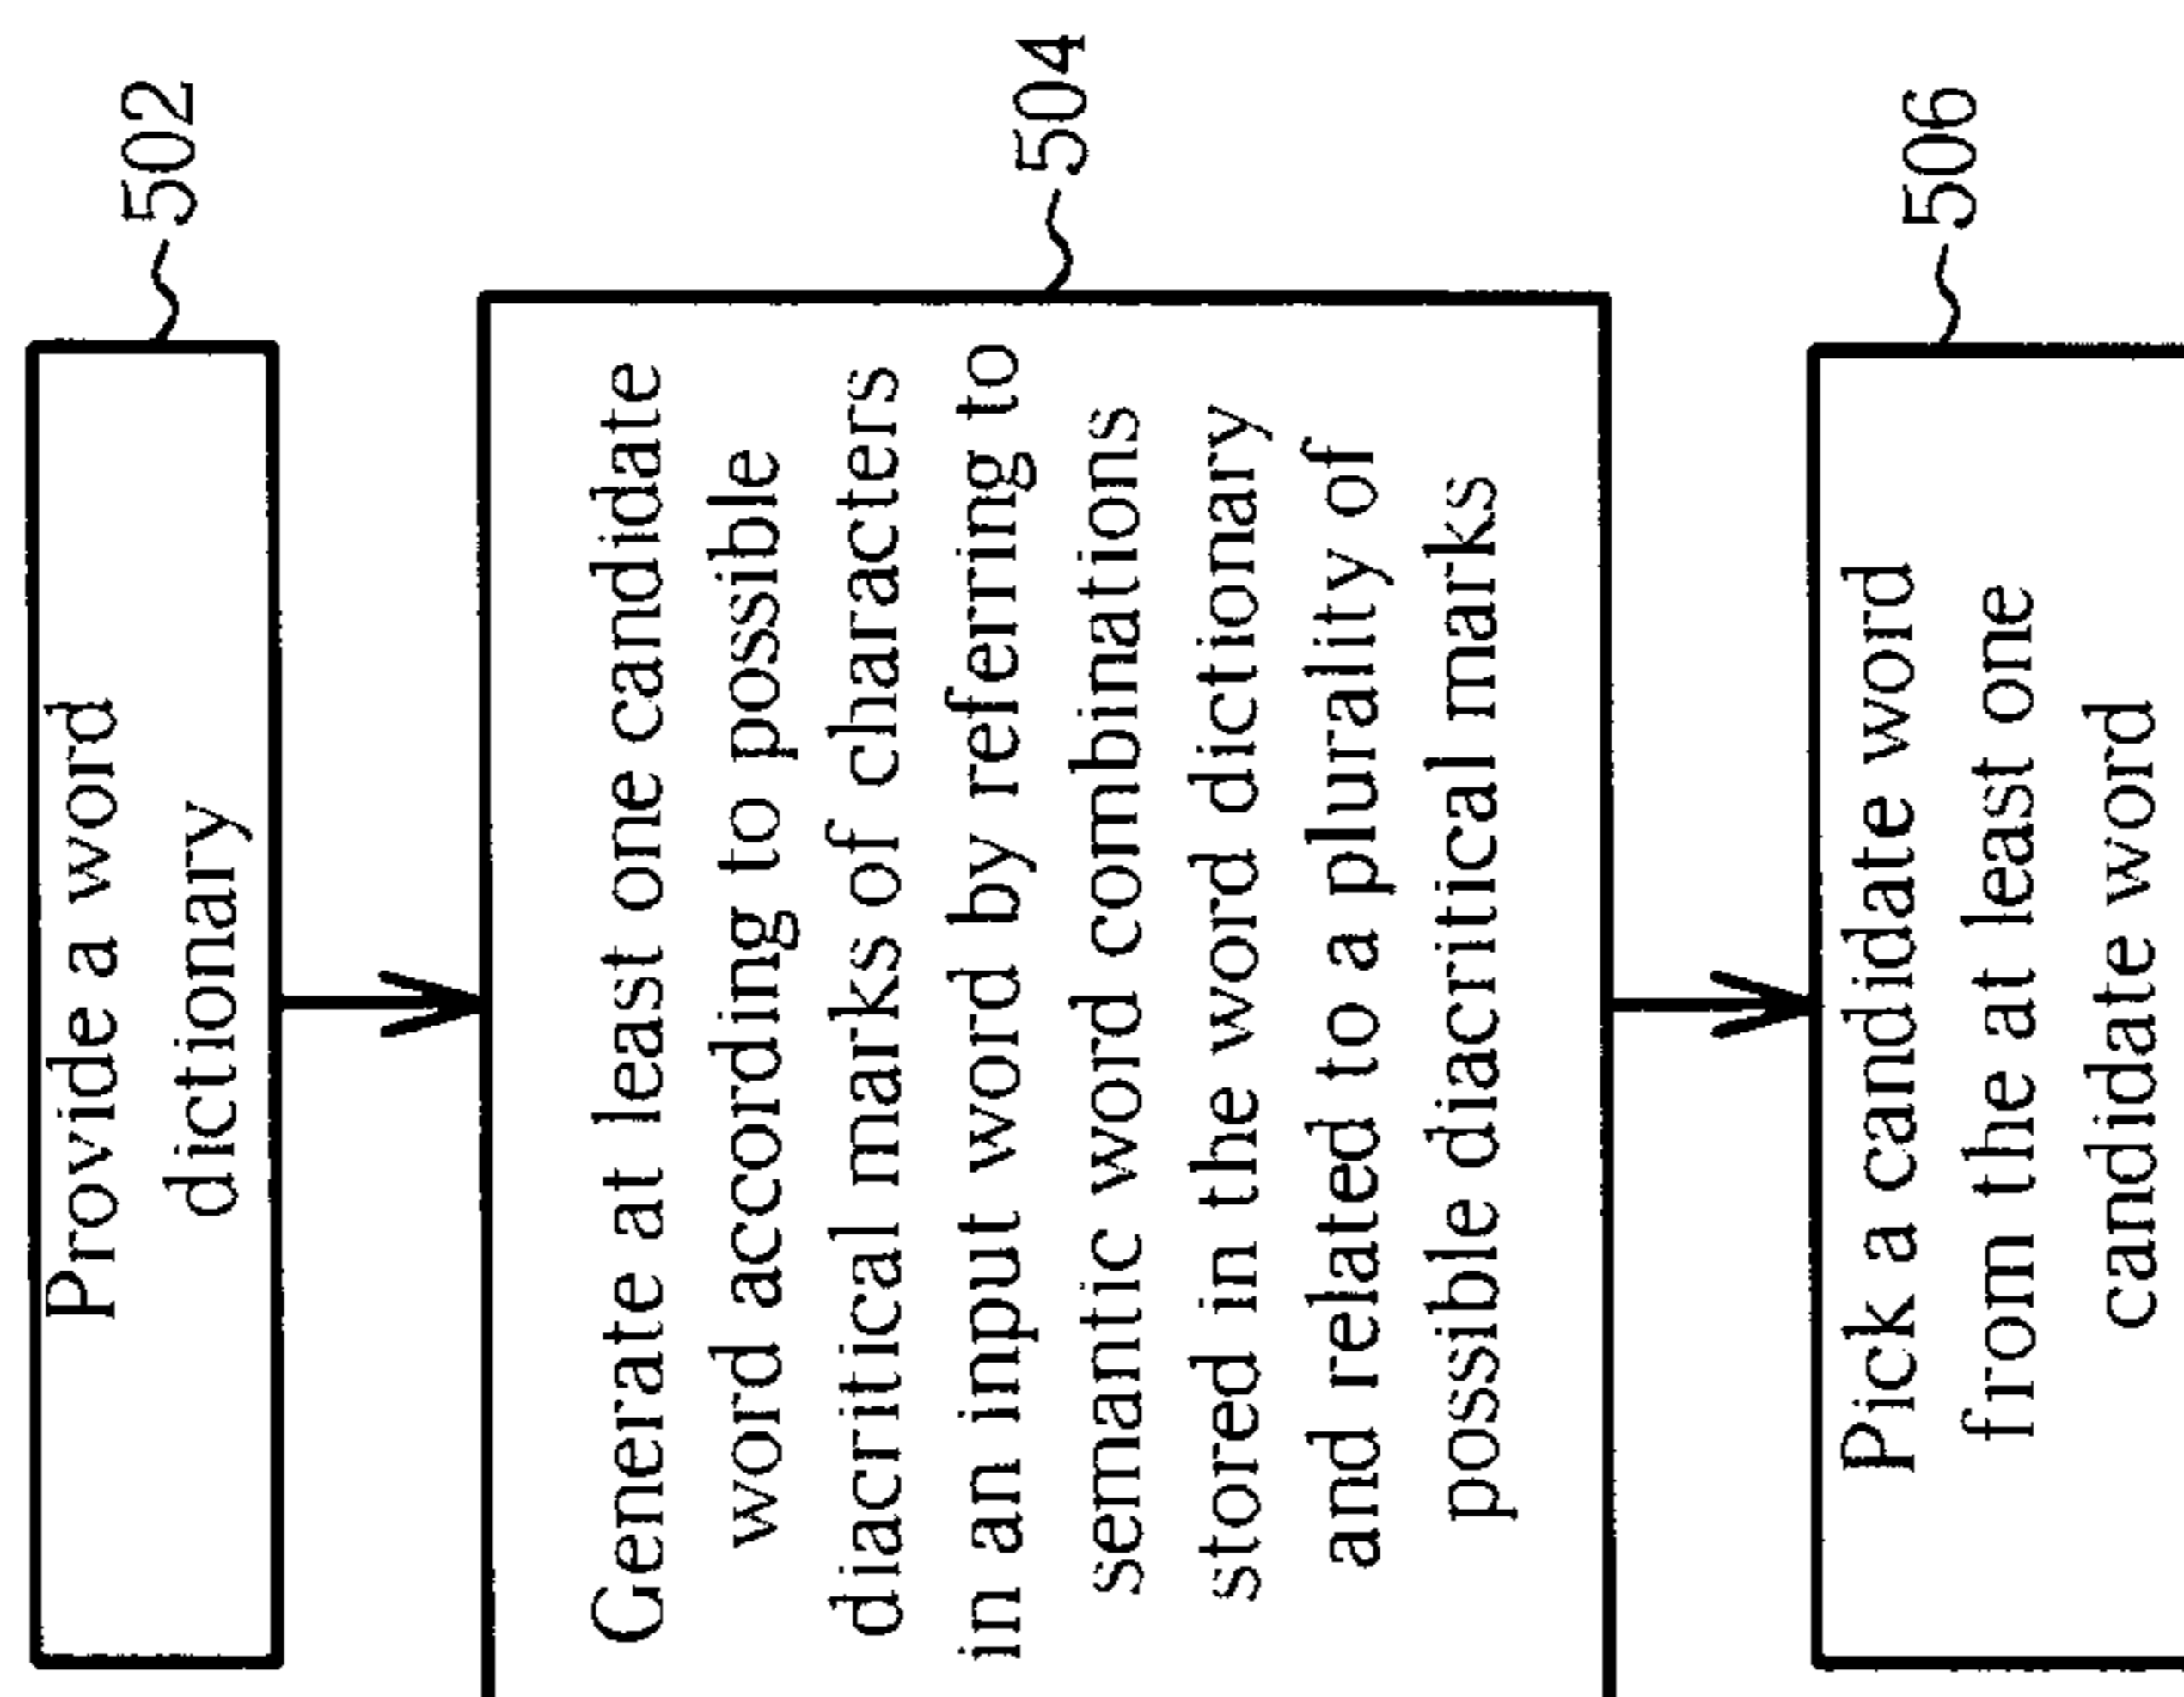 Provide a word
dictionary
502
Generate at least one candidate
word according to possible
diacritical marks of characters
in an input word by referring to
semantic word combinations
stored in the word dictionary
and related to a plurality of
possible diacritical marks
504
Pick a candidate word
from the at least one
candidate word
506